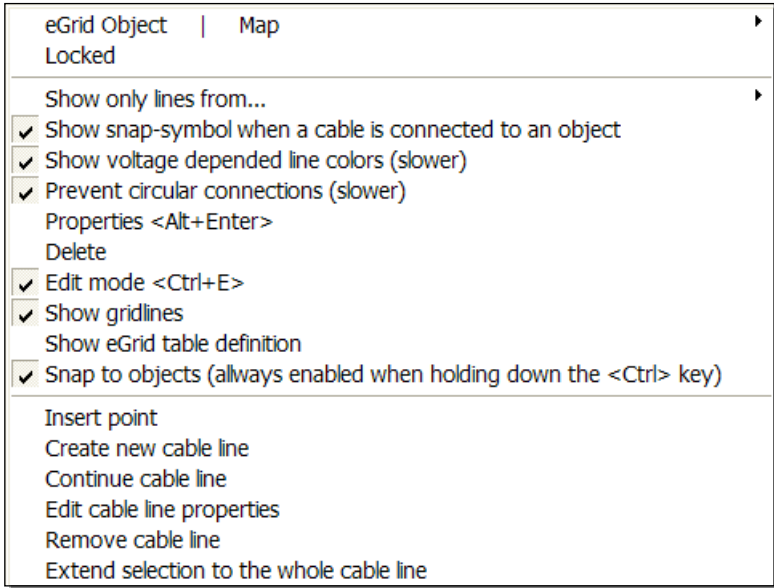 eGrid Object | Map
Locked
Show only lines from...
Show snap-symbol when a cable is connected to an object
Show voltage depended line colors (slower)
Prevent circular connections (slower)
Properties <Alt+Enter>
Delete
Edit mode <Ctrl+E>
Show gridlines
Show eGrid table definition
Snap to objects (allways enabled when holding down the <Ctrl> key)
Insert point
Create new cable line
Continue cable line
Edit cable line properties
Remove cable line
Extend selection to the whole cable line